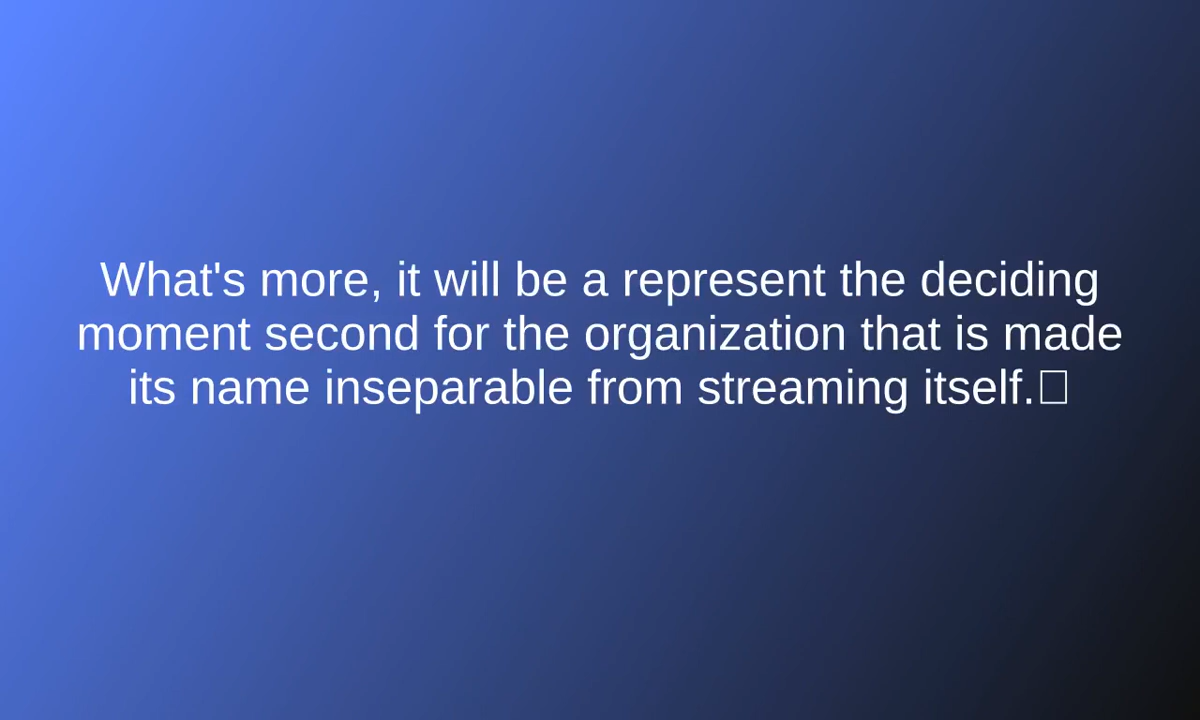 What's more, it will be a represent the deciding
moment second for the organization that is made
its name inseparable from streaming itself.